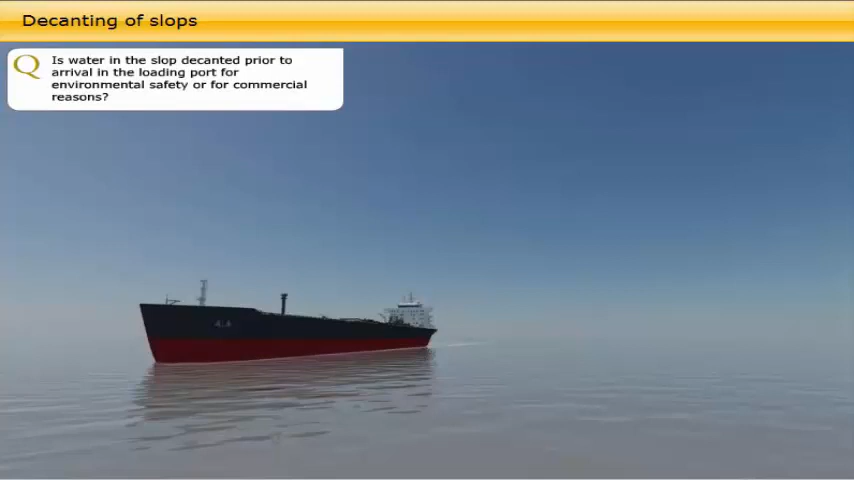 Decanting of slops
Q Is water in the slop decanted prior to
arrival in the loading port for
environmental safety or for commercial
reasons?